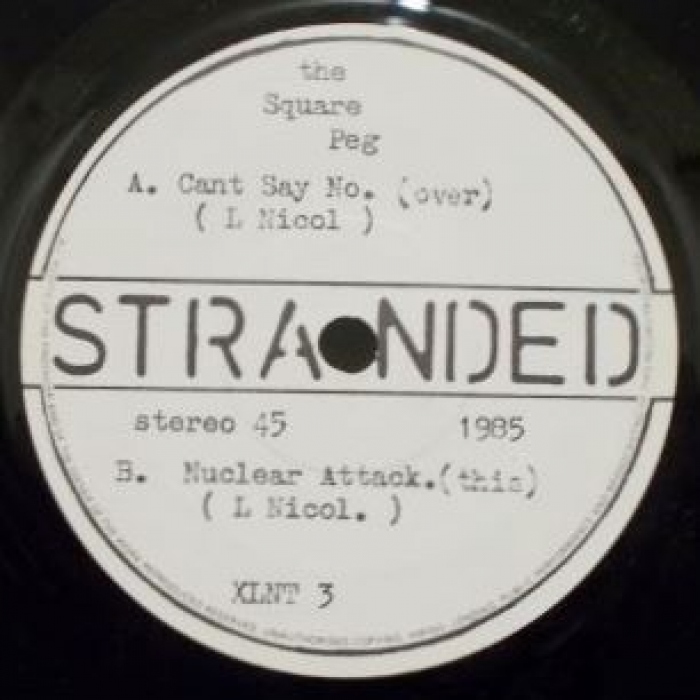 the
Square
Peg
A. Cant Say No. (over)
( L Nicol )
STRANDED
stereo 45 1985
B. Nuclear Attack.(this)
( L Nicol. )
XLNT 3